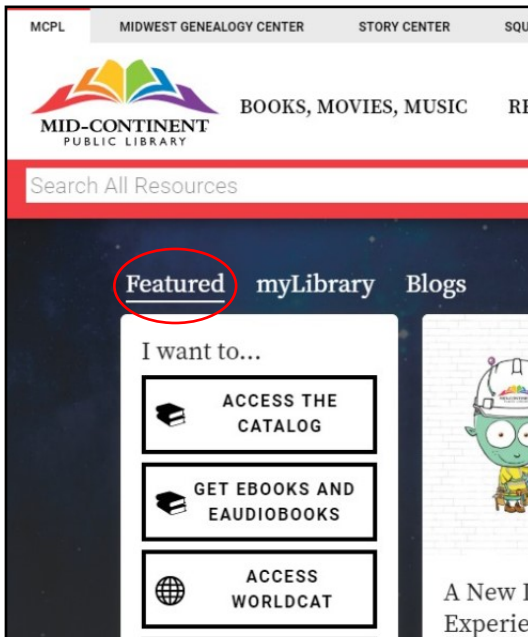 MCPL MIDWEST GENEALOGY CENTER STORY CENTER
MID-CONTINENT
PUBLIC LIBRARY
BOOKS, MOVIES, MUSIC
Search All Resources
Featured myLibrary Blogs
I want to...
ACCESS THE
CATALOG
GET EBOOKS AND
EAUDIOBOOKS
ACCESS
WORLDCAT
A New